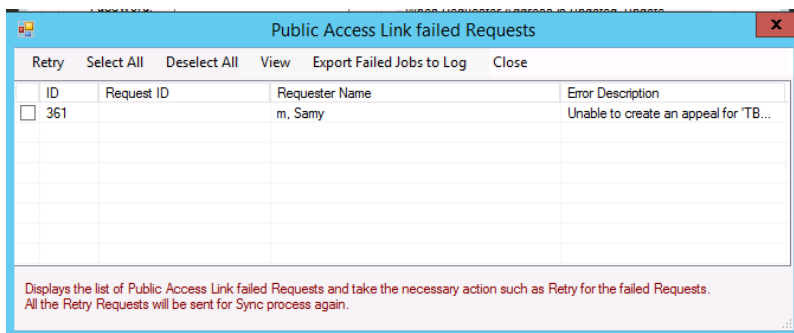 Public Access Link failed Requests
x
Retry Select All Deselect All View Export Failed Jobs to Log Close
ID Request ID Requester Name Error Description
361 m, Samy Unable to create an appeal for 'TB...
Displays the list of Public Access Link failed Requests and take the necessary action such as Retry for the failed Requests.
All the Retry Requests will be sent for Sync process again.